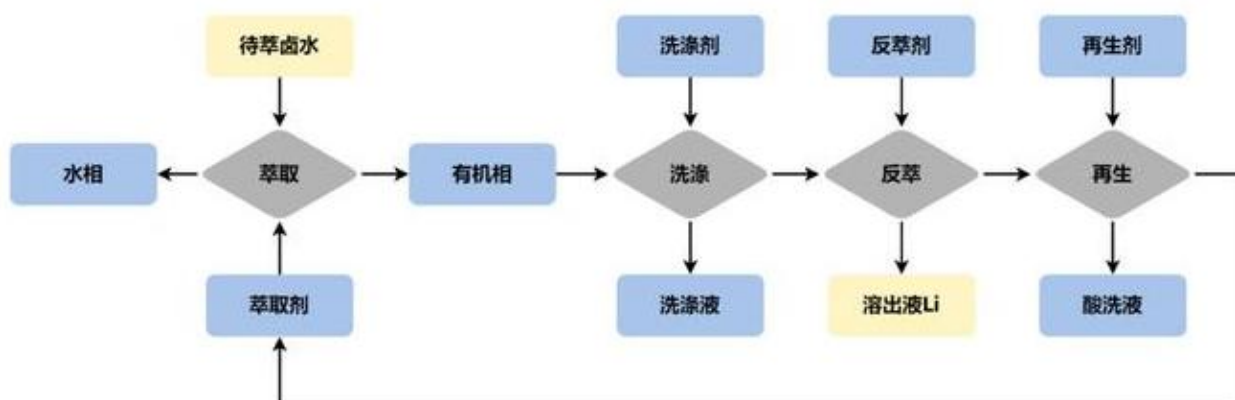 待萃卤水
洗涤剂
反萃剂
再生剂
水相
萃取
有机相
洗涤
反萃
再生
萃取剂
洗涤液
溶出液Li
酸洗液